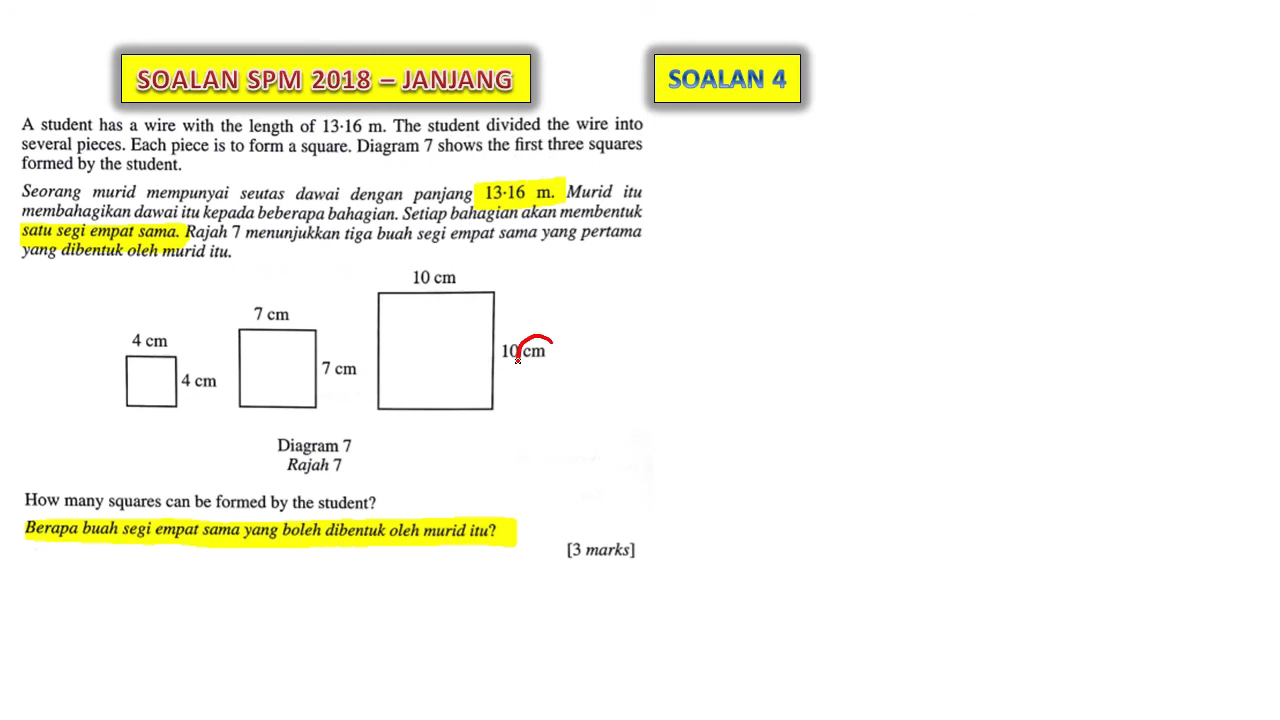 SOALAN SPM 2018 – JANJANG
SOALAN 4
A student has a wire with the length of 13·16 m. The student divided the wire into
several pieces. Each piece is to form a square. Diagram 7 shows the first three squares
formed by the student.
Seorang murid mempunyai seutas dawai dengan panjang 13·16 m. Murid itu
membahagikan dawai itu kepada beberapa bahagian. Setiap bahagian akan membentuk
satu segi empat sama. Rajah 7 menunjukkan tiga buah segi empat sama yang pertama
yang dibentuk oleh murid itu.
10 cm
7 cm
4 cm
10 cm
7 cm
4 cm
Diagram 7
Rajah 7
How many squares can be formed by the student?
Berapa buah segi empat sama yang boleh dibentuk oleh murid itu?
[3 marks]